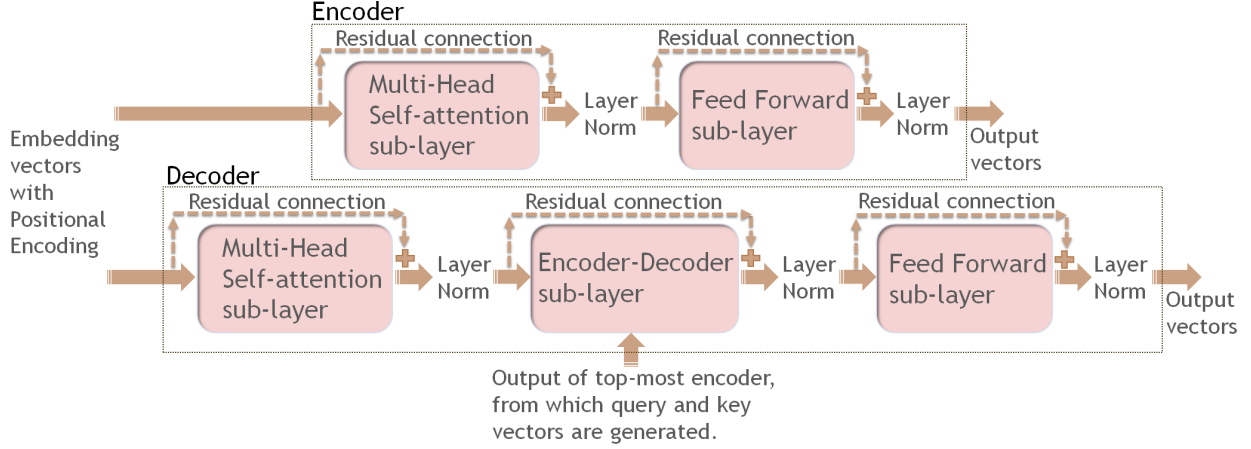 Encoder
Residual connection
Residual connection
Multi-Head
Self-attention
sub-layer
Layer
Norm
Feed Forward
sub-layer
Layer
Norm
Output
vectors
Embedding
vectors
with
Positional
Encoding
Decoder
Residual connection
Residual connection
Residual connection
Multi-Head
Self-attention
sub-layer
Layer
Norm
Encoder-Decoder
sub-layer
Layer
Norm
Feed Forward
sub-layer
Layer
Norm
Output
vectors
Output of top-most encoder,
from which query and key
vectors are generated.